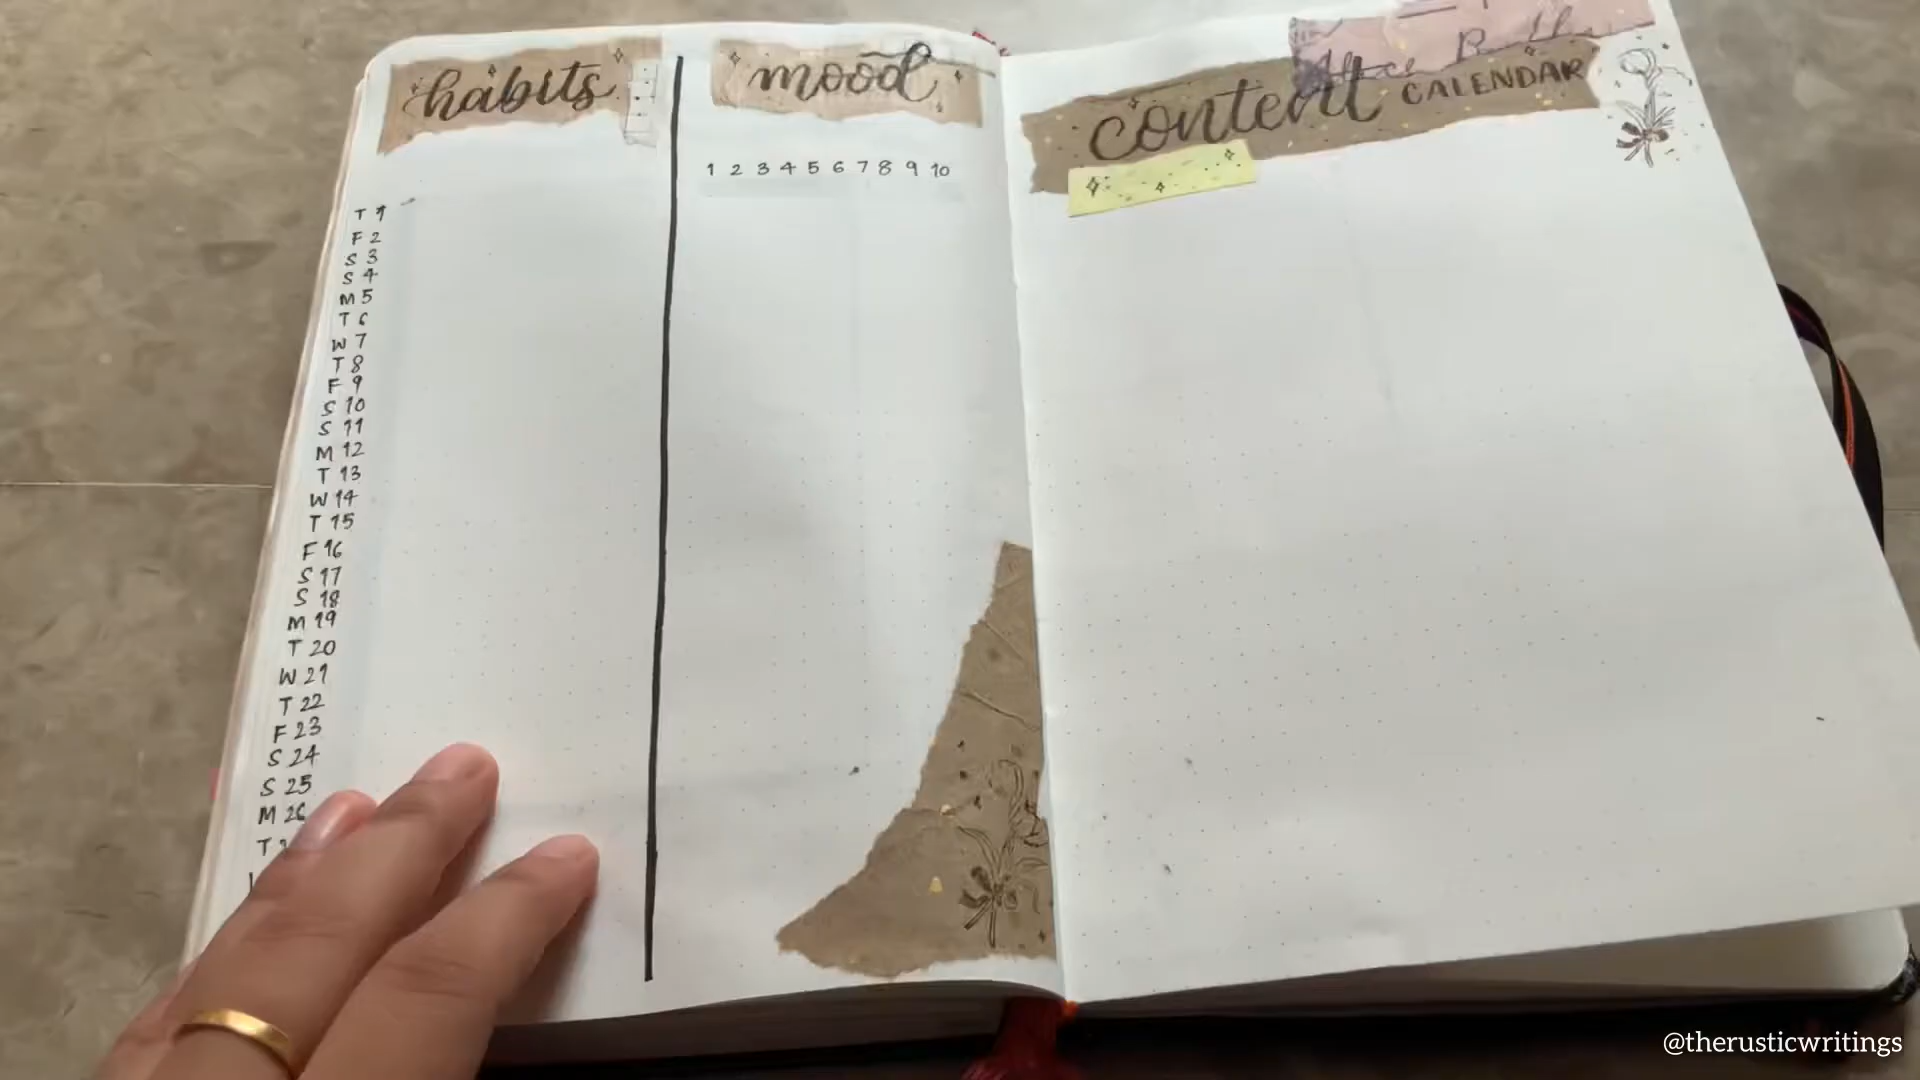 habits
mood
1 2 3 4 5 6 7 8 9 10
T 1
F 2
S 3
S 4
M 5
T 6
W 7
T 8
F 9
S 10
S 11
M 12
T 13
W 14
T 15
F 16
S 17
S 18
M 19
T 20
W 21
T 22
F 23
S 24
S 25
M 26
T
content CALENDAR
@therusticwritings